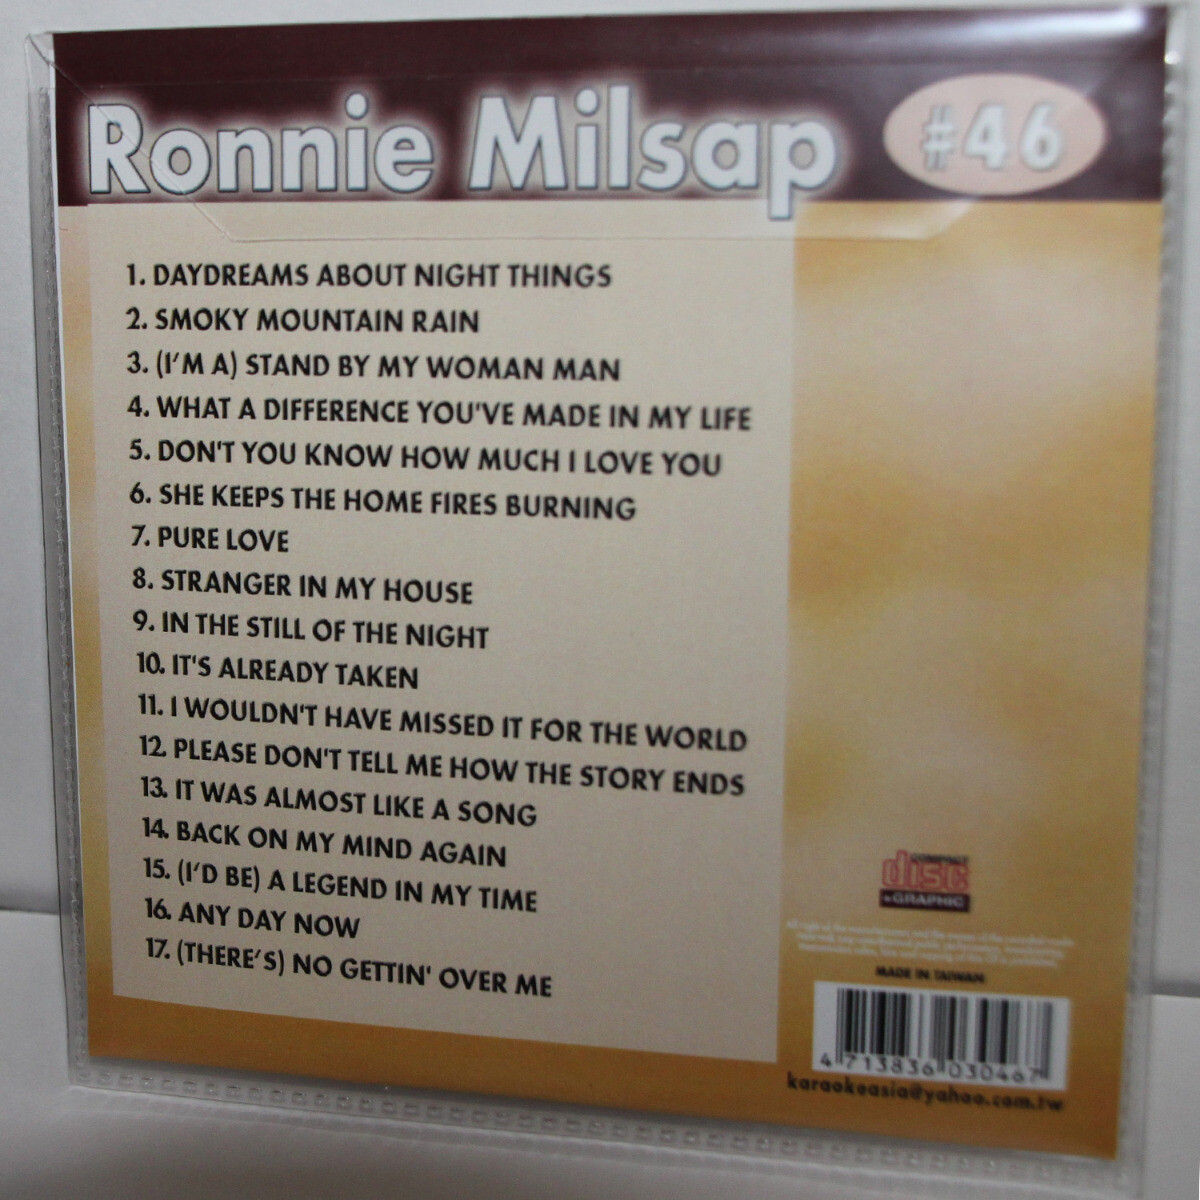 Ronnie Milsap #46
1. DAYDREAMS ABOUT NIGHT THINGS
2. SMOKY MOUNTAIN RAIN
3. (I'M A) STAND BY MY WOMAN MAN
4. WHAT A DIFFERENCE YOU'VE MADE IN MY LIFE
5. DON'T YOU KNOW HOW MUCH I LOVE YOU
6. SHE KEEPS THE HOME FIRES BURNING
7. PURE LOVE
8. STRANGER IN MY HOUSE
9. IN THE STILL OF THE NIGHT
10. IT'S ALREADY TAKEN
11. I WOULDN'T HAVE MISSED IT FOR THE WORLD
12. PLEASE DON'T TELL ME HOW THE STORY ENDS
13. IT WAS ALMOST LIKE A SONG
14. BACK ON MY MIND AGAIN
15. (I'D BE) A LEGEND IN MY TIME
16. ANY DAY NOW
17. (THERE'S) NO GETTIN' OVER ME
COMPACT
disc
+GRAPHIC
MADE IN TAIWAN
4 713836 030467
karaokeasia@yahoo.com.tw